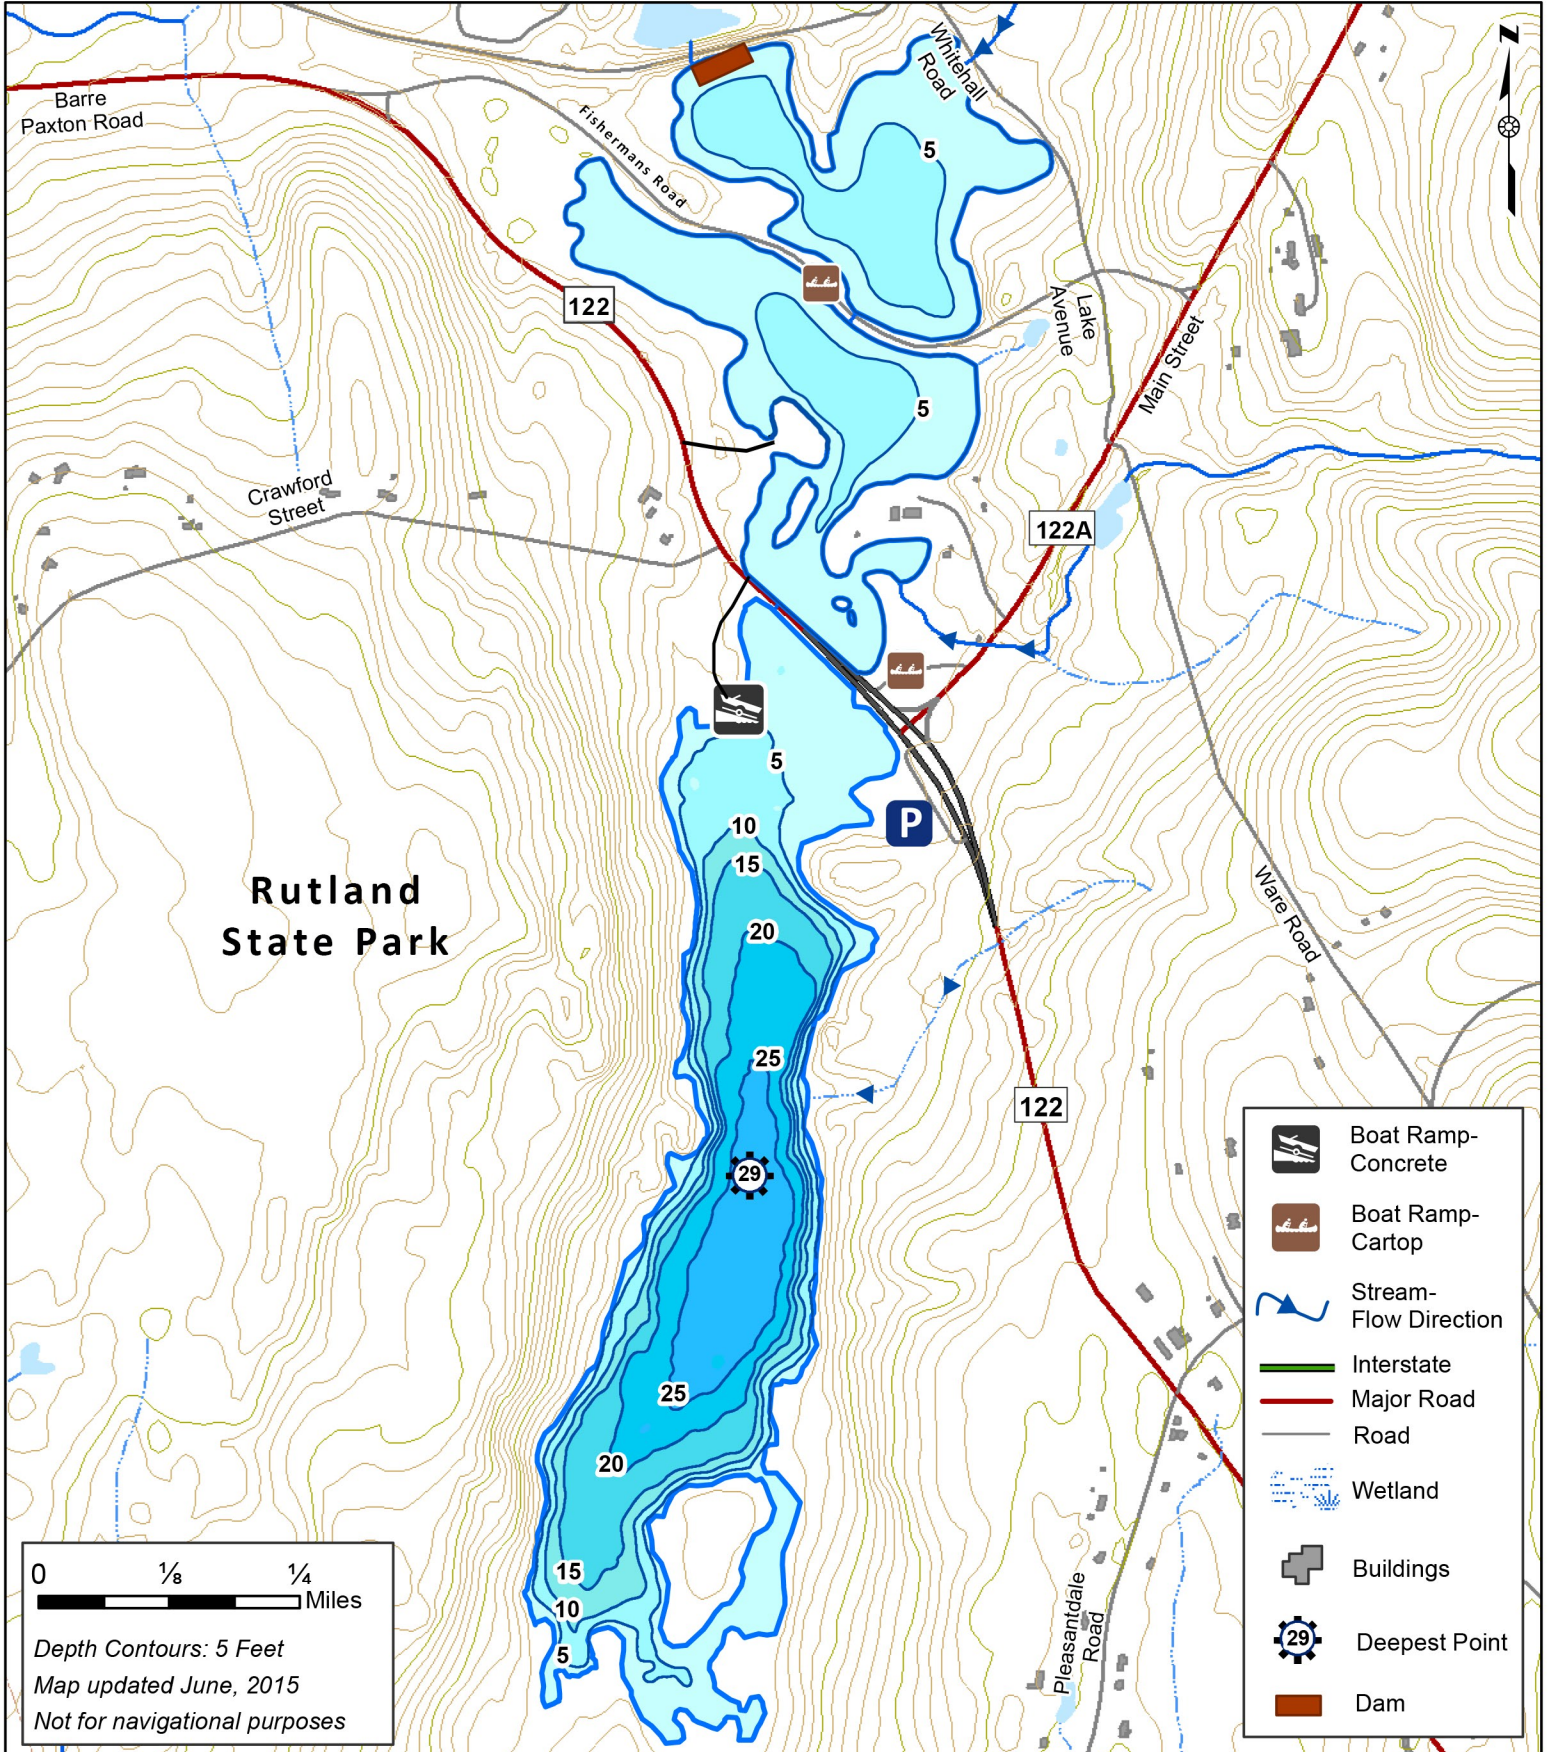 Whitehall
Road
N
Barre
Paxton Road
Fishermans Road
5
122
Lake
Avenue
Main Street
5
Crawford
Street
122A
5
P
10
15
Rutland
State Park
20
Ware Road
25
122
29
25
20
15
10
5
Pleasantdale
Road
0 ⅛ ¼
Miles
Depth Contours: 5 Feet
Map updated June, 2015
Not for navigational purposes
Boat Ramp-
Concrete
Boat Ramp-
Cartop
Stream-
Flow Direction
Interstate
Major Road
Road
Wetland
Buildings
29
Deepest Point
Dam